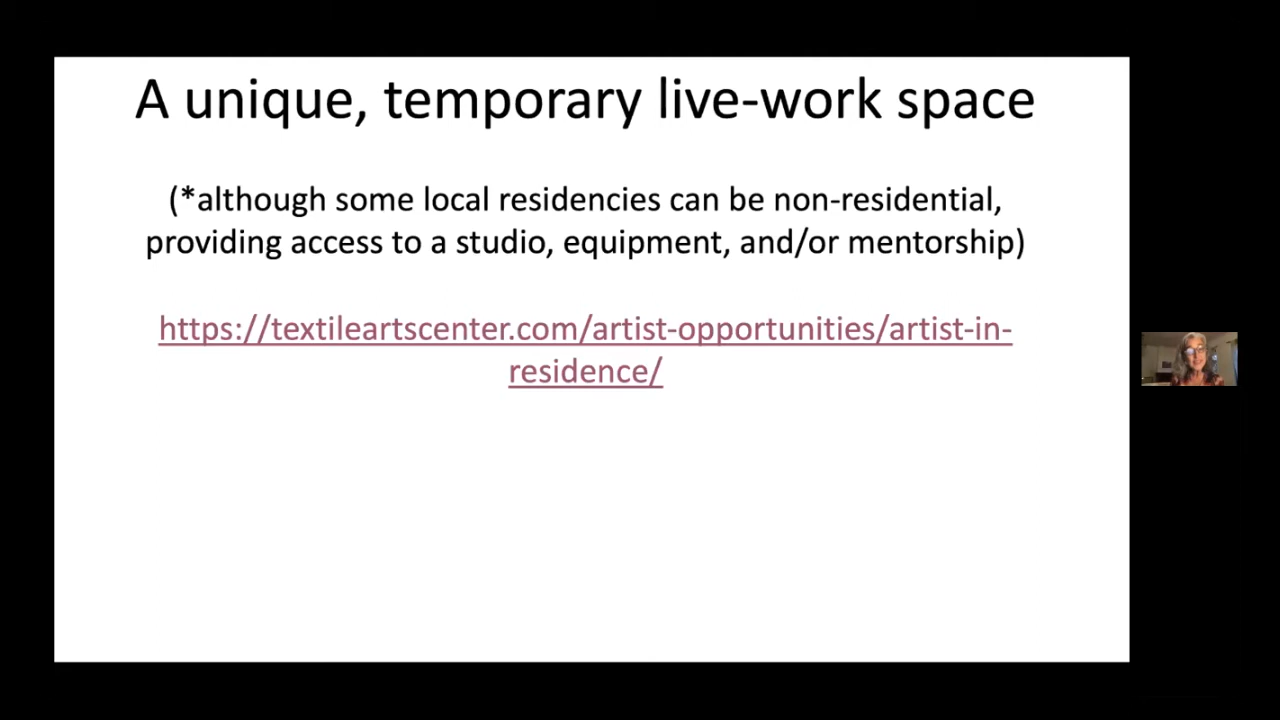 A unique, temporary live-work space
(*although some local residencies can be non-residential,
providing access to a studio, equipment, and/or mentorship)
https://textileartscenter.com/artist-opportunities/artist-in-
residence/